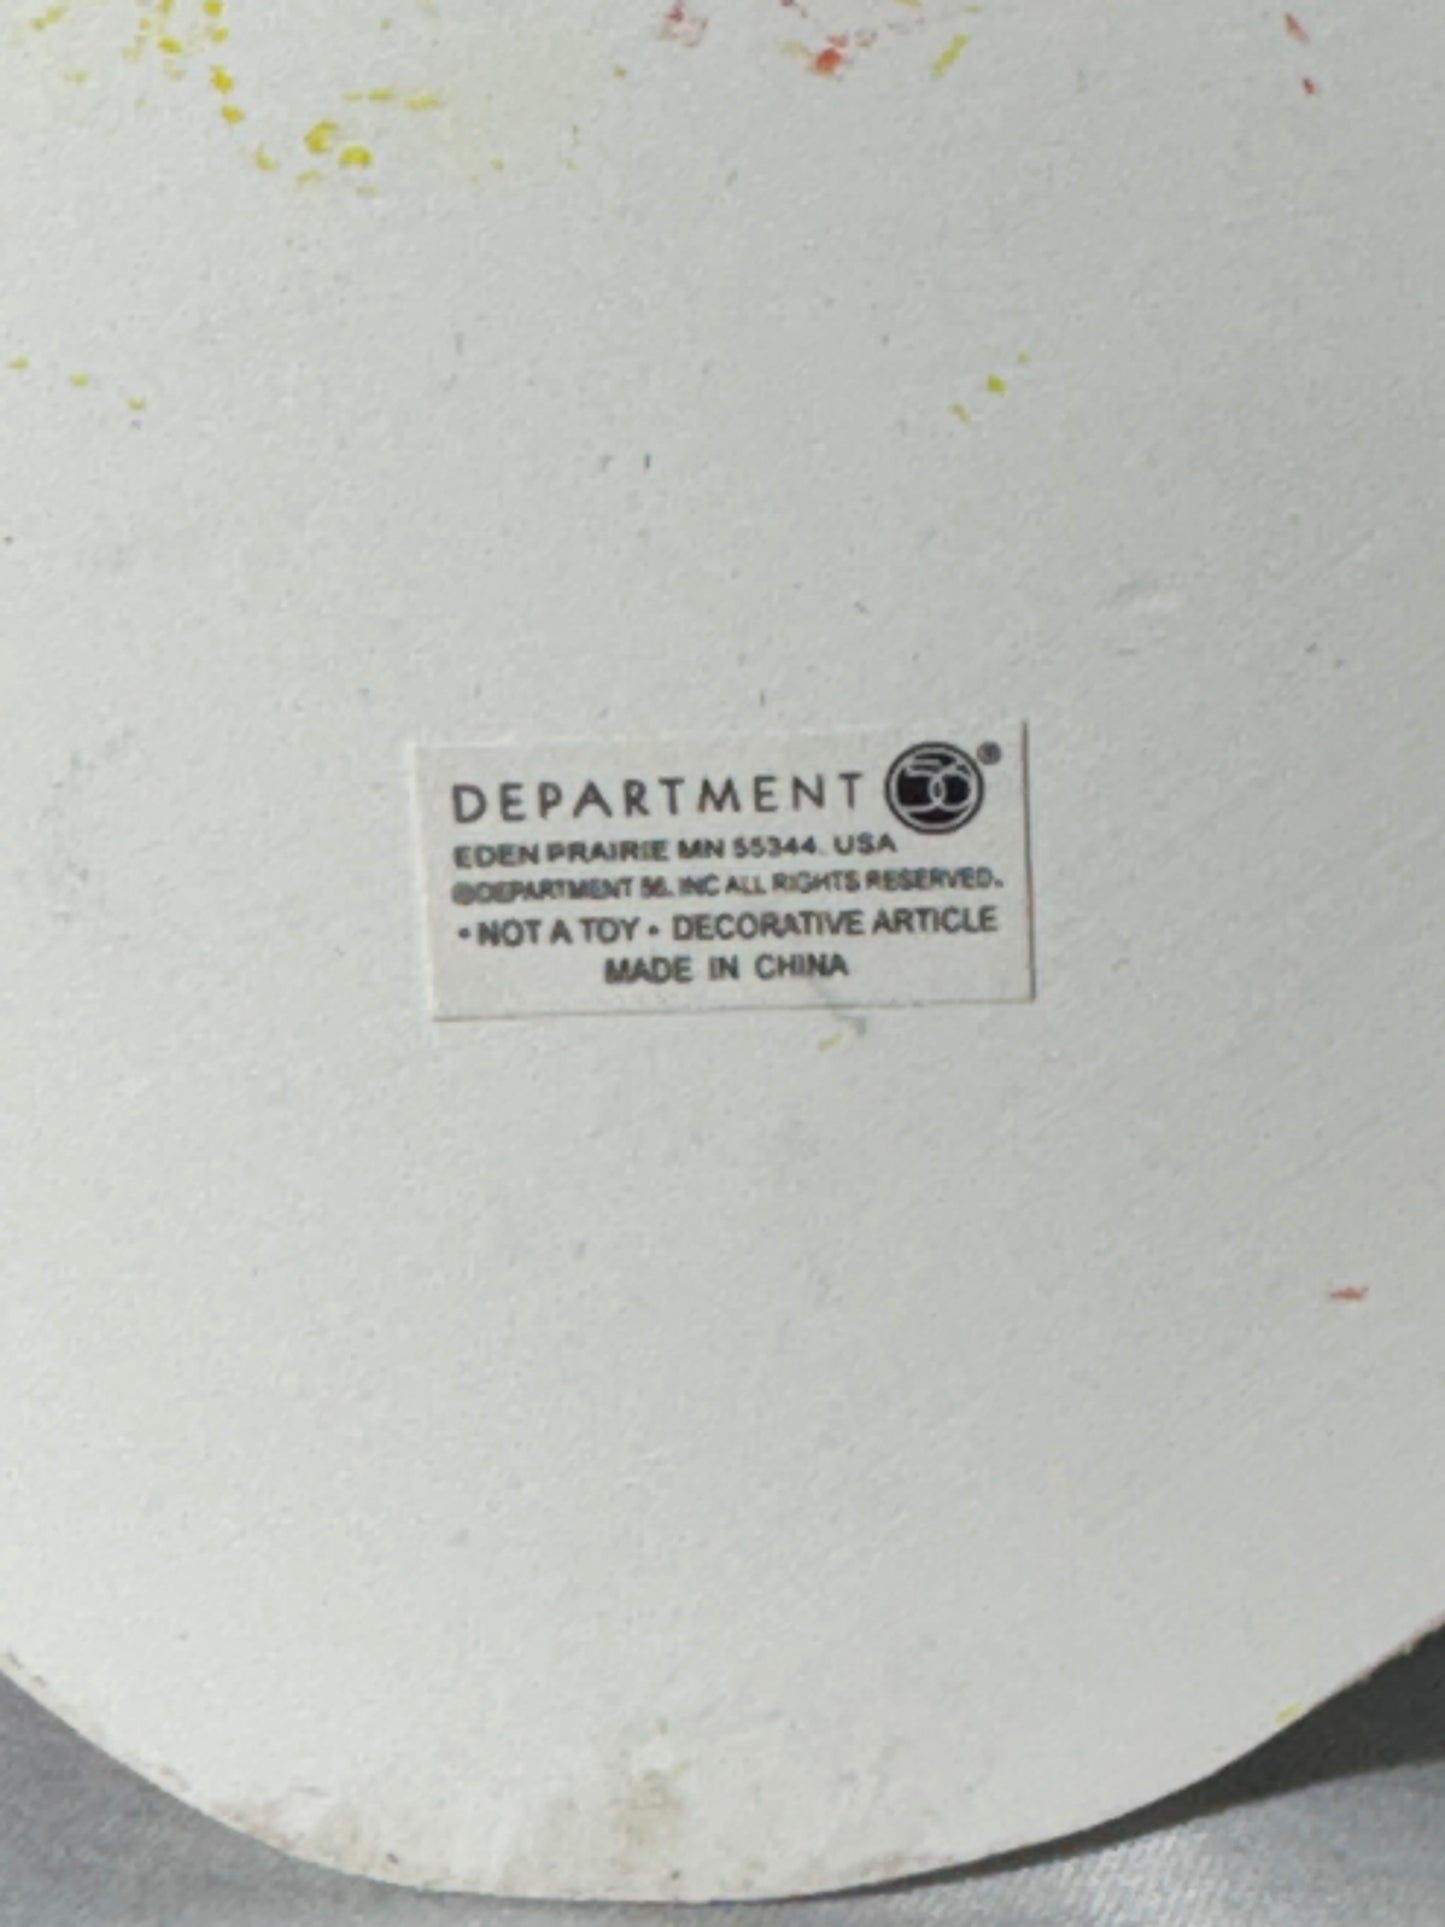 DEPARTMENT 56®
EDEN PRAIRIE MN 55344. USA
©DEPARTMENT 56. INC ALL RIGHTS RESERVED.
• NOT A TOY • DECORATIVE ARTICLE
MADE IN CHINA